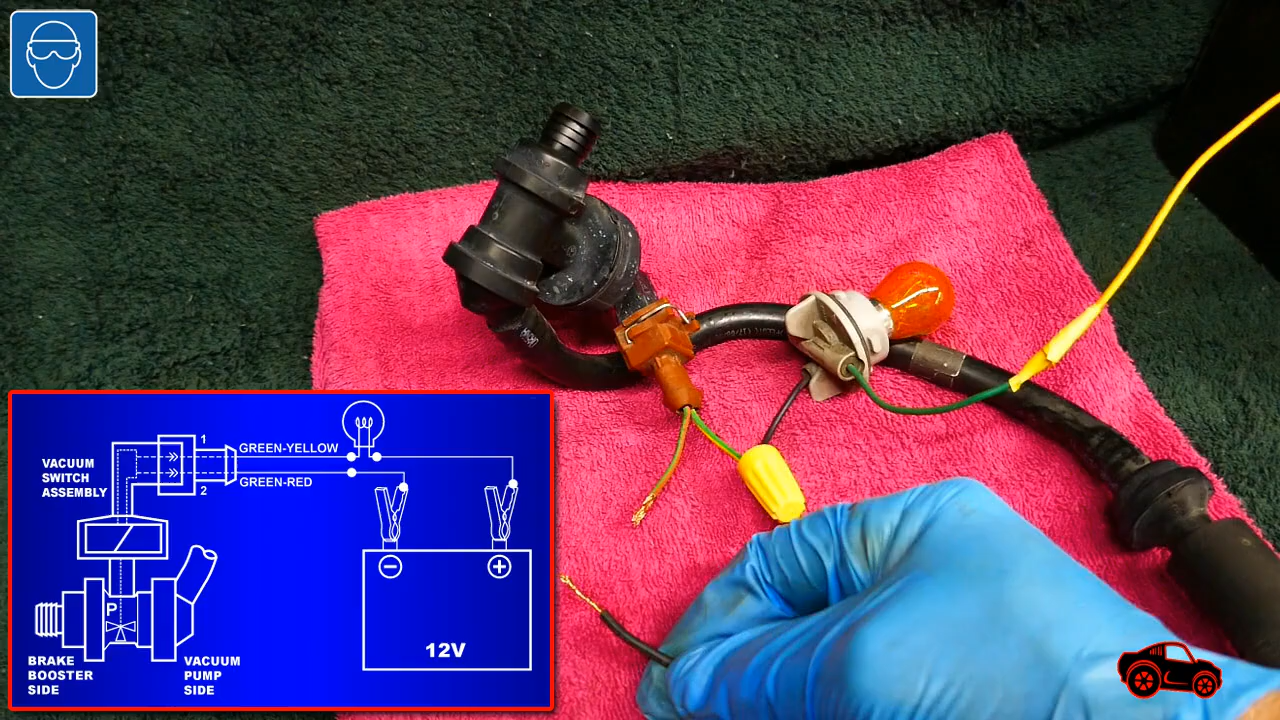 1
GREEN-YELLOW
VACUUM
SWITCH
ASSEMBLY
GREEN-RED
2
P
12V
BRAKE
BOOSTER
SIDE
VACUUM
PUMP
SIDE